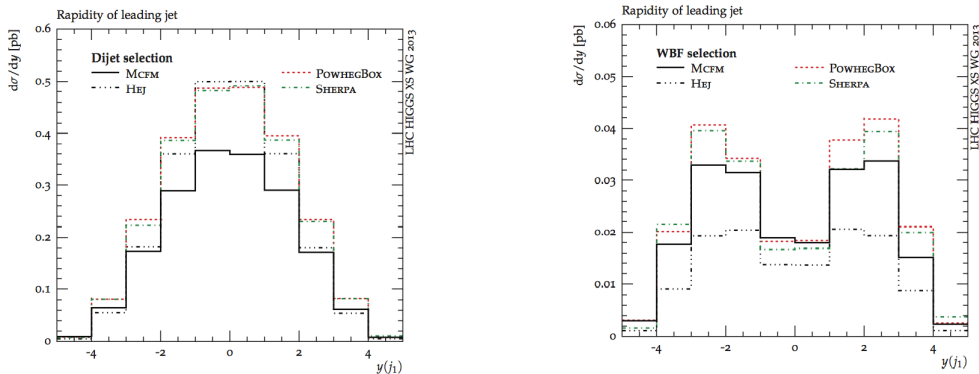 Rapidity of leading jet
dσ/dy [pb]
0.6
0.5
0.4
0.3
0.2
0.1
0
Dijet selection
MCFM
HEJ
POWHEGBOX
SHERPA
LHC HIGGS XS WG 2013
-4
-2
0
2
4
y(j1)
Rapidity of leading jet
dσ/dy [pb]
0.06
0.05
0.04
0.03
0.02
0.01
0
WBF selection
MCFM
HEJ
POWHEGBOX
SHERPA
LHC HIGGS XS WG 2013
-4
-2
0
2
4
y(j1)